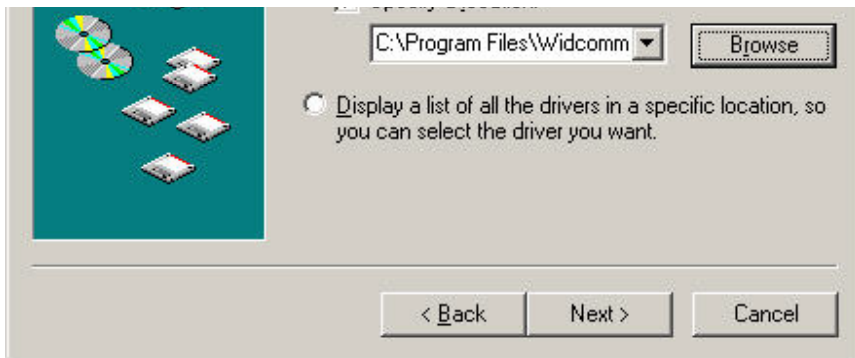 C:\Program Files\Widcomm
Browse
Display a list of all the drivers in a specific location, so
you can select the driver you want.
< Back
Next >
Cancel